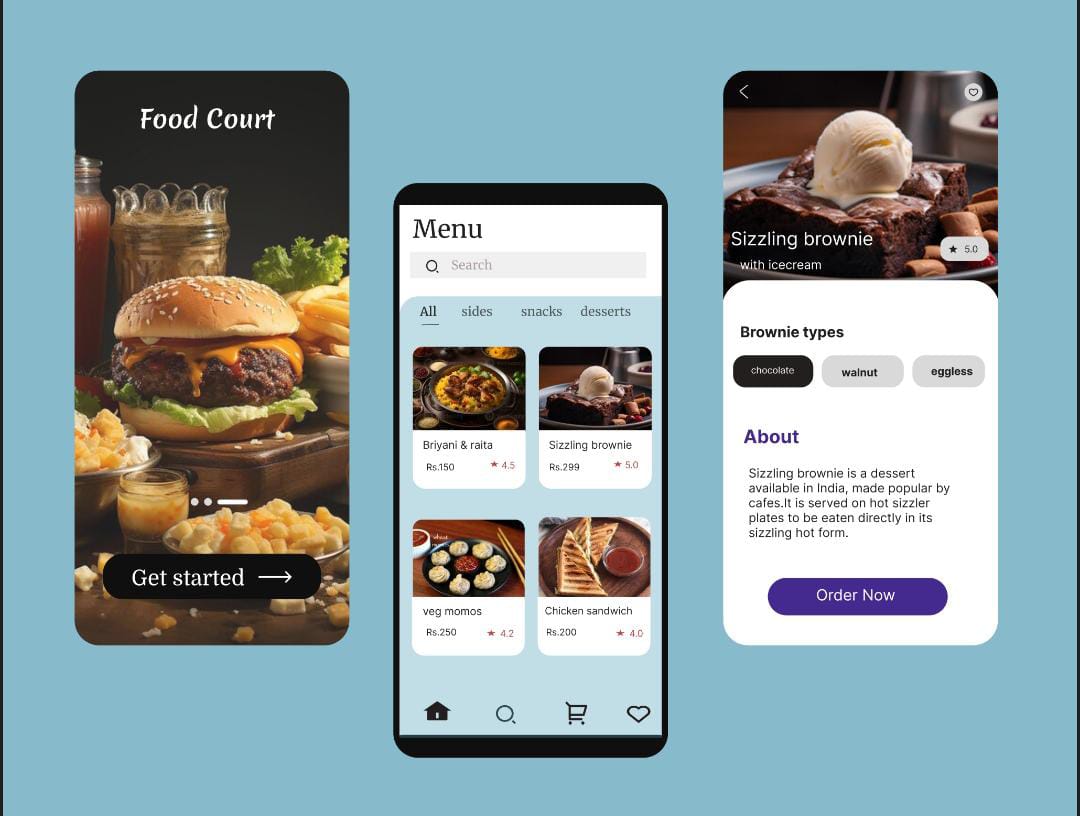 Food Court
Get started
Menu
Search
All sides snacks desserts
Briyani & raita
Rs.150 ★ 4.5
Sizzling brownie
Rs.299 ★ 5.0
veg momos
Rs.250 ★ 4.2
Chicken sandwich
Rs.200 ★ 4.0
Sizzling brownie
with icecream
★ 5.0
Brownie types
chocolate walnut eggless
About
Sizzling brownie is a dessert
available in India, made popular by
cafes.It is served on hot sizzler
plates to be eaten directly in its
sizzling hot form.
Order Now